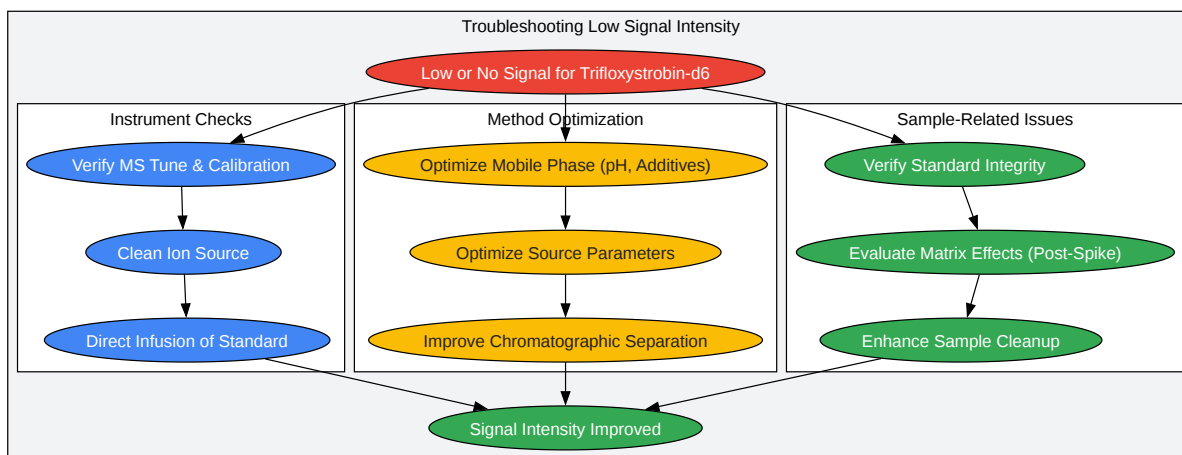 Troubleshooting Low Signal Intensity
Low or No Signal for Trifloxystrobin-d6
Instrument Checks
Method Optimization
Sample-Related Issues
Verify MS Tune & Calibration
Optimize Mobile Phase (pH, Additives)
Verify Standard Integrity
Clean Ion Source
Optimize Source Parameters
Evaluate Matrix Effects (Post-Spike)
Direct Infusion of Standard
Improve Chromatographic Separation
Enhance Sample Cleanup
Signal Intensity Improved